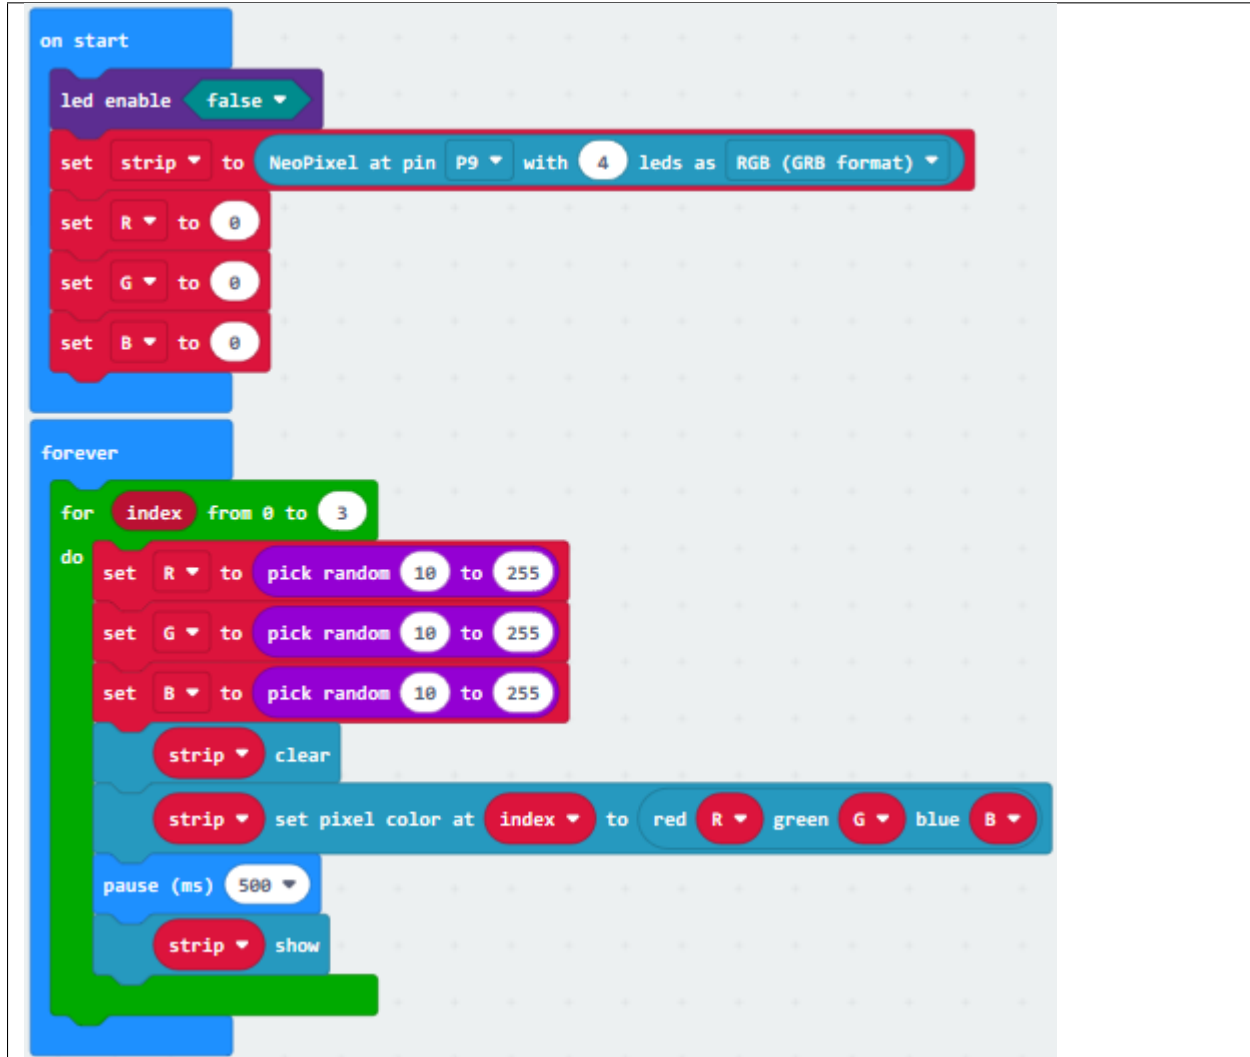 on start
led enable false
set strip to NeoPixel at pin P9 with 4 leds as RGB (GRB format)
set R to 0
set G to 0
set B to 0
forever
for index from 0 to 3
do
set R to pick random 10 to 255
set G to pick random 10 to 255
set B to pick random 10 to 255
strip clear
strip set pixel color at index to red R green G blue B
pause (ms) 500
strip show